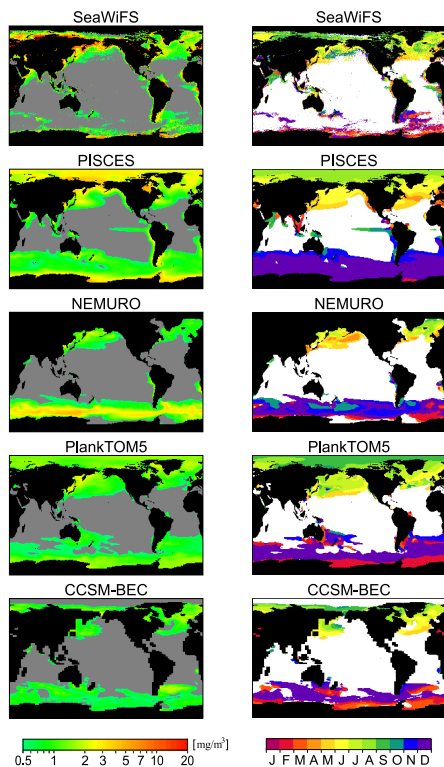 SeaWiFS SeaWiFS
PISCES PISCES
NEMURO NEMURO
PlankTOM5 PlankTOM5
CCSM-BEC CCSM-BEC
[mg/m³]
0.5 1 2 3 5 7 10 20
J F M A M J J A S O N D